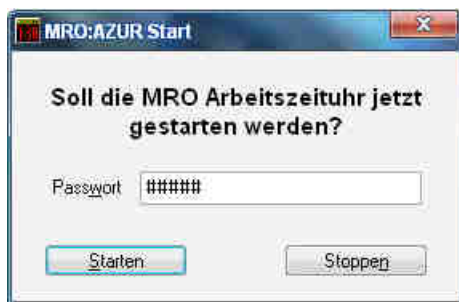 MRO:AZUR Start
Soll die MRO Arbeitszeituhr jetzt
gestarten werden?
Passwort #####
Starten Stoppen